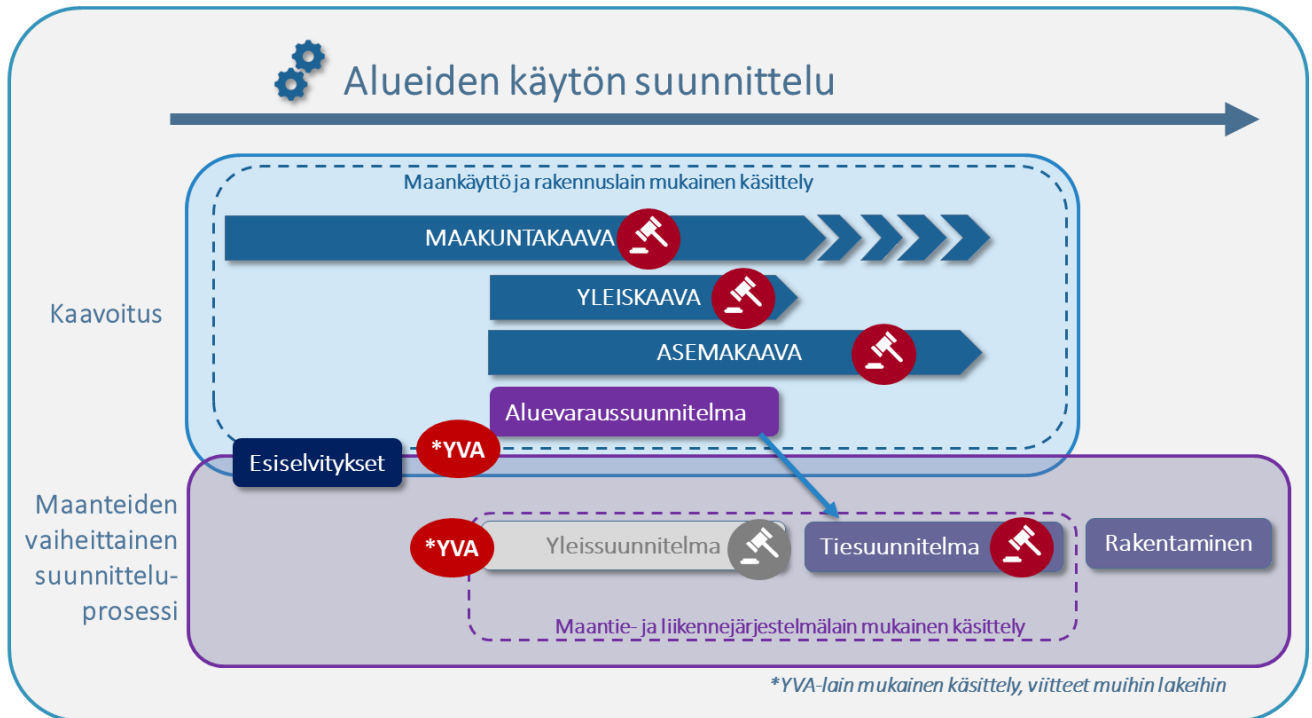 Alueiden käytön suunnittelu
Maankäyttö ja rakennuslain mukainen käsittely
MAAKUNTAKAAVA
YLEISKAAVA
Kaavoitus
ASEMAKAAVA
Aluevaraussuunnitelma
*YVA
Esiselvitykset
Maanteiden
vaiheittainen
suunnittelu-
prosessi
*YVA
Yleissuunnitelma
Tiesuunnitelma
Rakentaminen
Maantie- ja liikennejärjestelmälain mukainen käsittely
*YVA-lain mukainen käsittely, viitteet muihin lakeihin